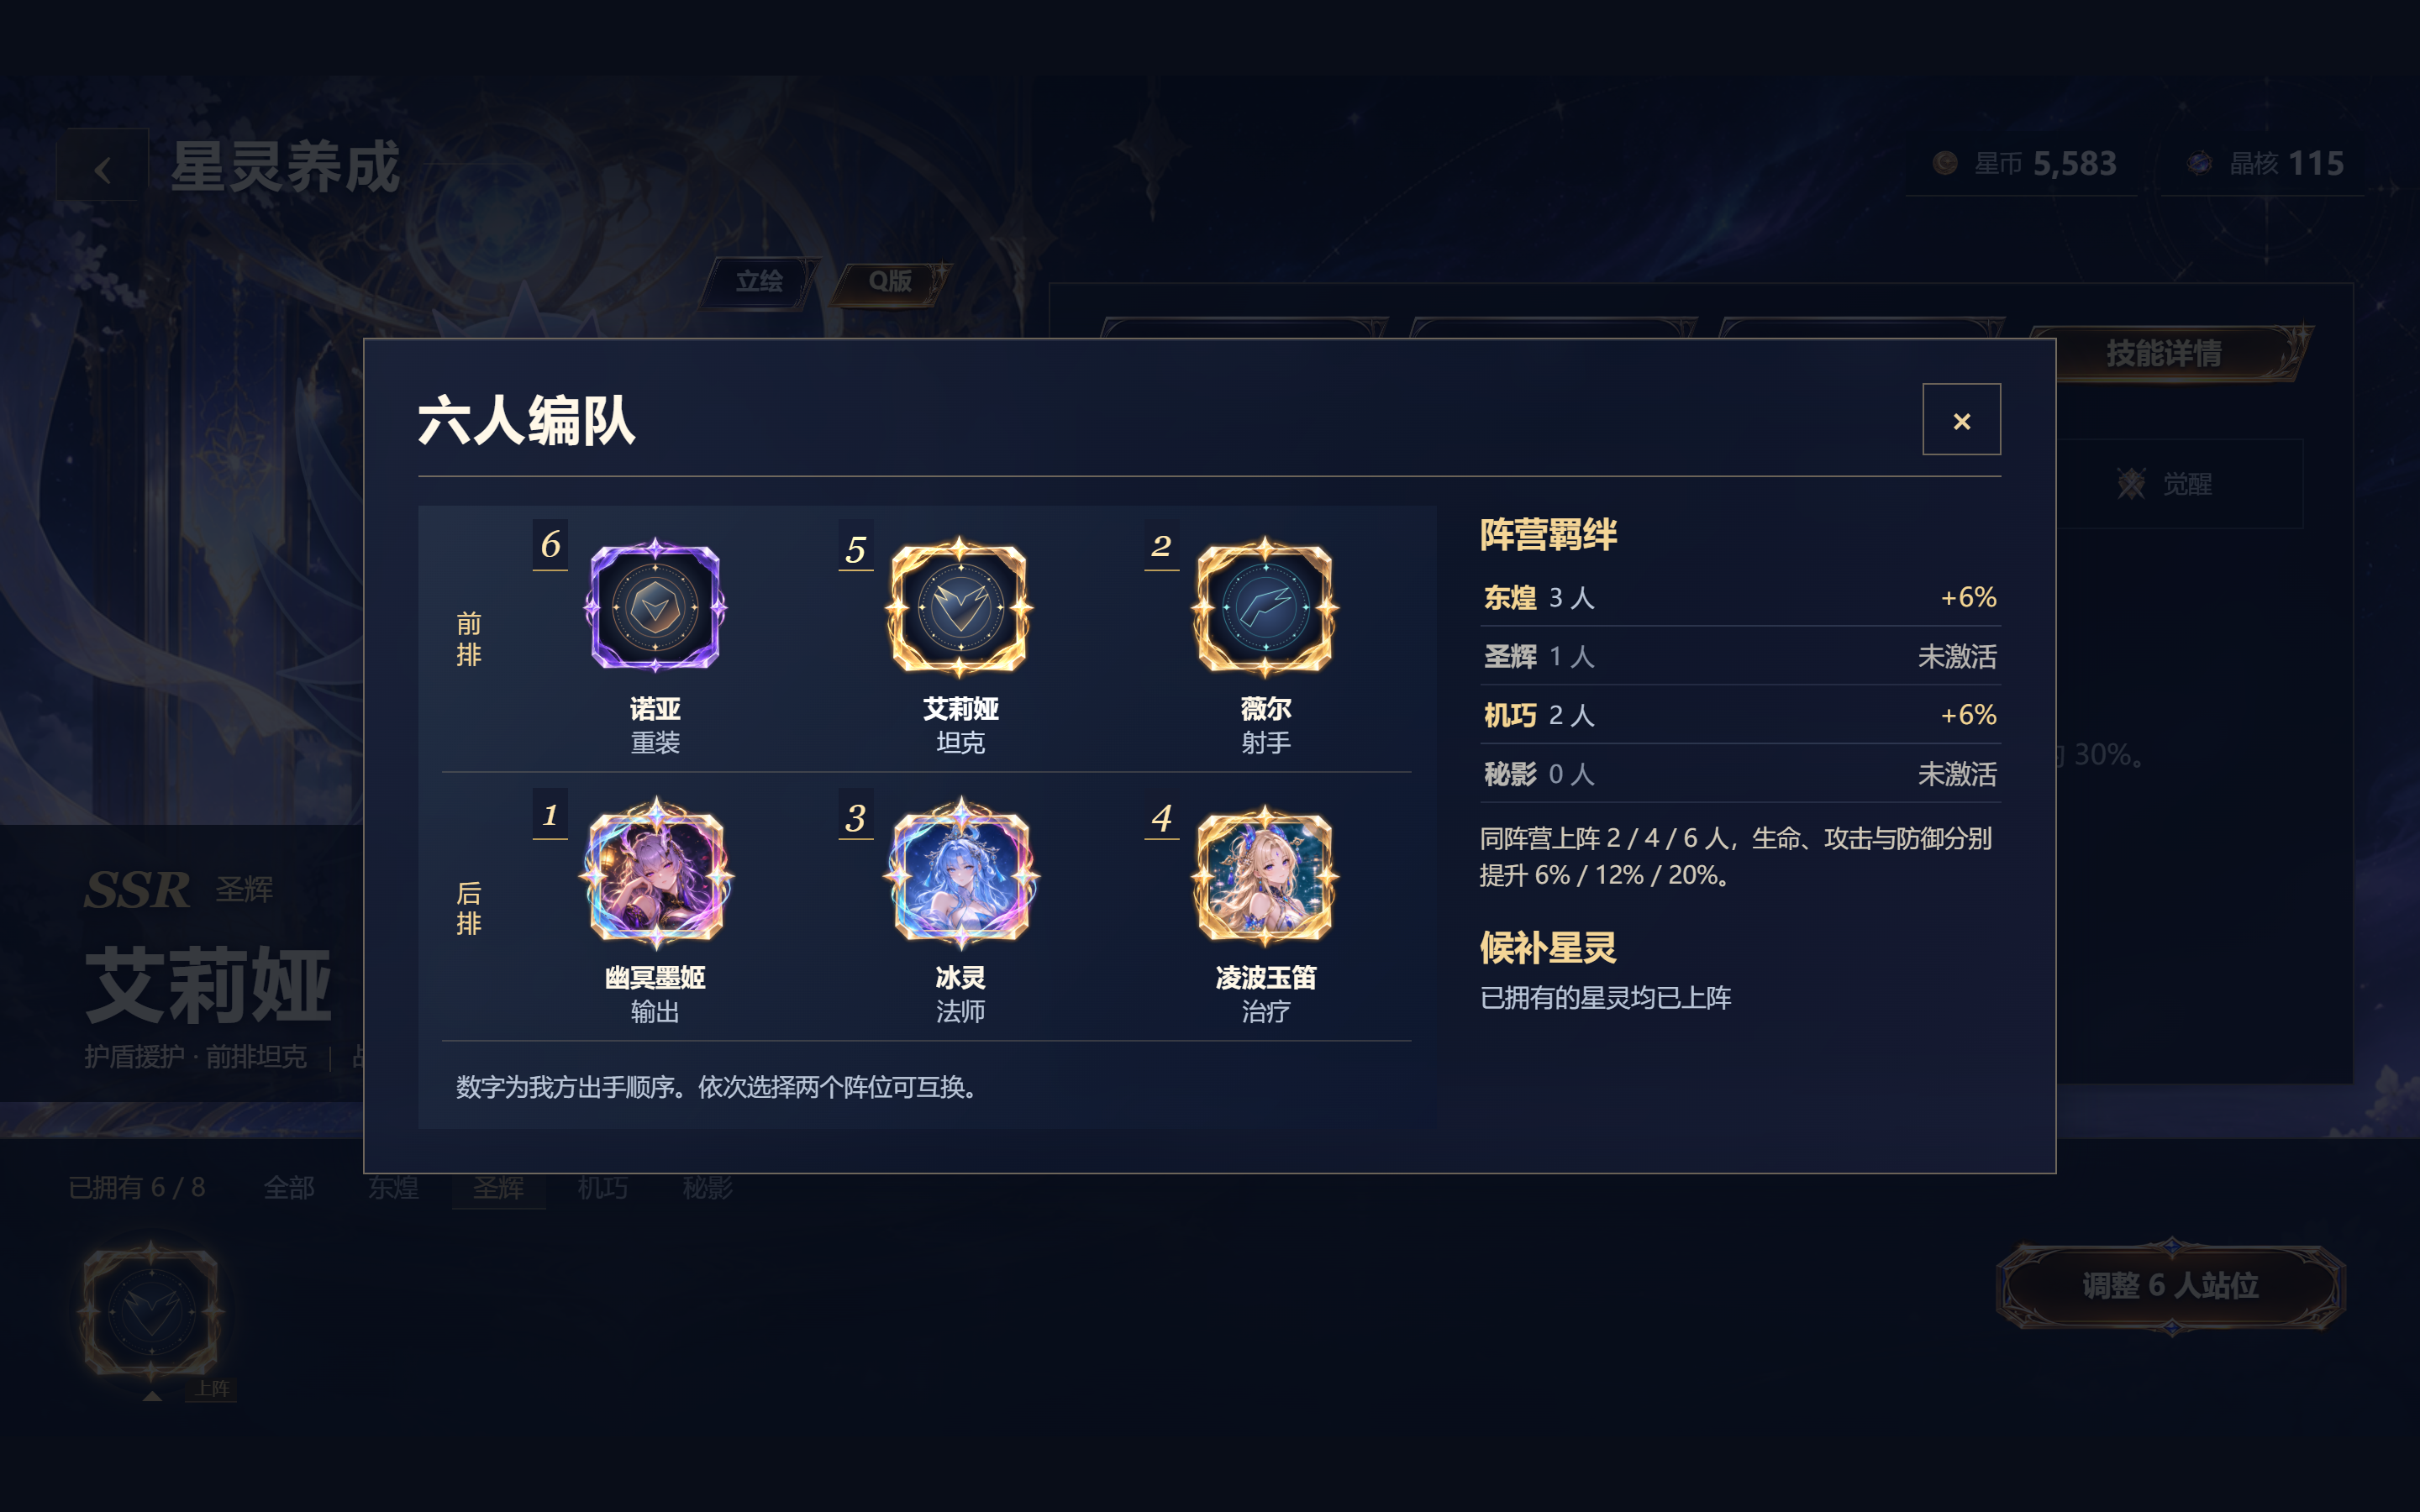 星灵养成
星币 5,583
晶核 115
立绘
Q版
技能详情
六人编队
×
觉醒
前排
6
诺亚
重装
5
艾莉娅
坦克
2
薇尔
射手
后排
1
幽冥墨姬
输出
3
冰灵
法师
4
凌波玉笛
治疗
数字为我方出手顺序。依次选择两个阵位可互换。
阵营羁绊
东煌 3 人 +6%
圣辉 1 人 未激活
机巧 2 人 +6%
秘影 0 人 未激活
同阵营上阵 2 / 4 / 6 人，生命、攻击与防御分别
提升 6% / 12% / 20%。
候补星灵
已拥有的星灵均已上阵
30%。
SSR 圣辉
艾莉娅
护盾援护 · 前排坦克
已拥有 6 / 8
全部
东煌
圣辉
机巧
秘影
上阵
调整 6 人站位